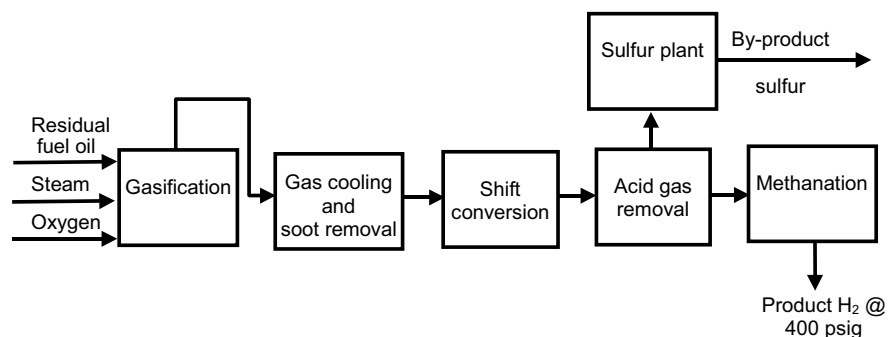 Sulfur plant
By-product
sulfur
Residual
fuel oil
Steam
Oxygen
Gasification
Gas cooling
and
soot removal
Shift
conversion
Acid gas
removal
Methanation
Product H₂ @
400 psig